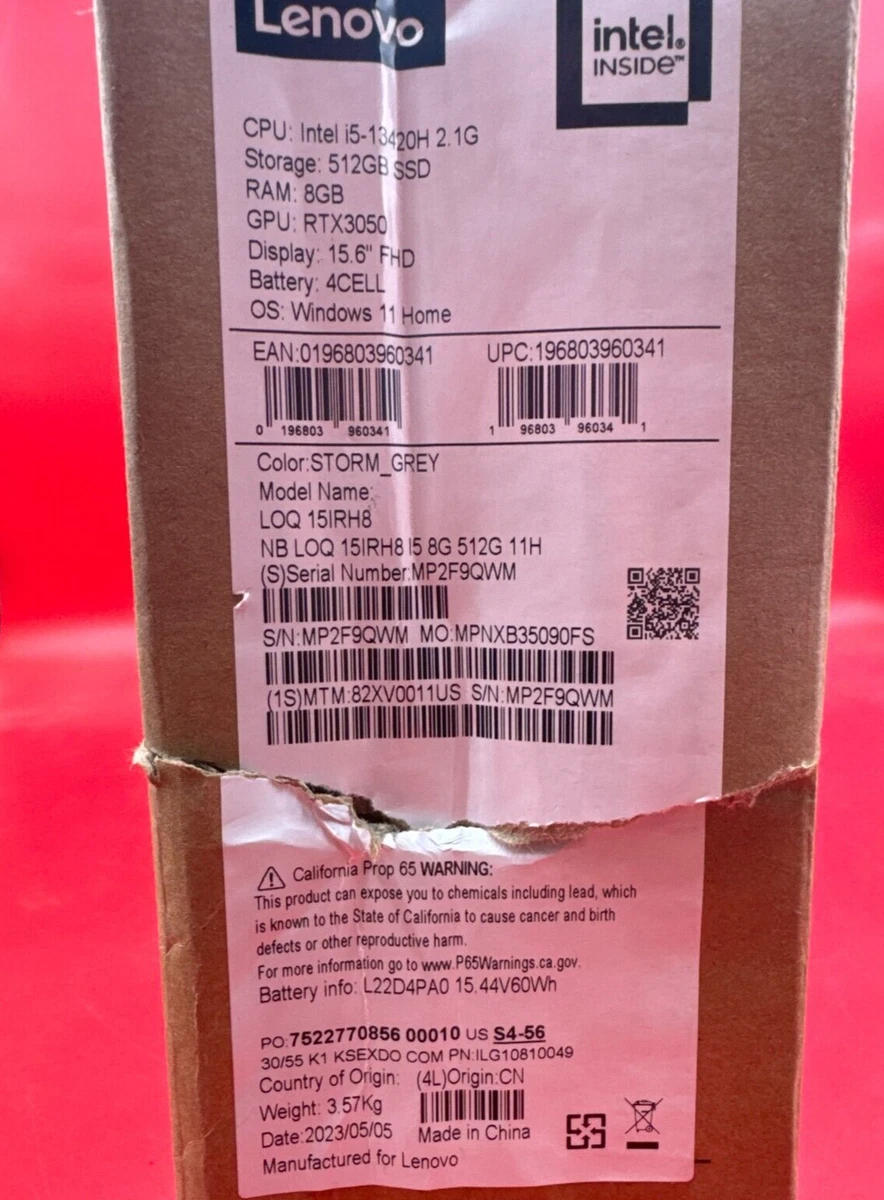 Lenovo
intel®
INSIDE™
CPU: Intel i5-13420H 2.1G
Storage: 512GB SSD
RAM: 8GB
GPU: RTX3050
Display: 15.6" FHD
Battery: 4CELL
OS: Windows 11 Home
EAN:0196803960341 UPC:196803960341
0 196803 960341 1 96803 96034 1
Color:STORM_GREY
Model Name:
LOQ 15IRH8
NB LOQ 15IRH8 I5 8G 512G 11H
(S)Serial Number:MP2F9QWM
S/N:MP2F9QWM MO:MPNXB35090FS
(1S)MTM:82XV0011US S/N:MP2F9QWM
California Prop 65 WARNING:
This product can expose you to chemicals including lead, which
is known to the State of California to cause cancer and birth
defects or other reproductive harm.
For more information go to www.P65Warnings.ca.gov.
Battery info: L22D4PA0 15.44V60Wh
PO:7522770856 00010 US S4-56
30/55 K1 KSEXDO COM PN:ILG10810049
Country of Origin: (4L)Origin:CN
Weight: 3.57Kg
Date:2023/05/05 Made in China
Manufactured for Lenovo